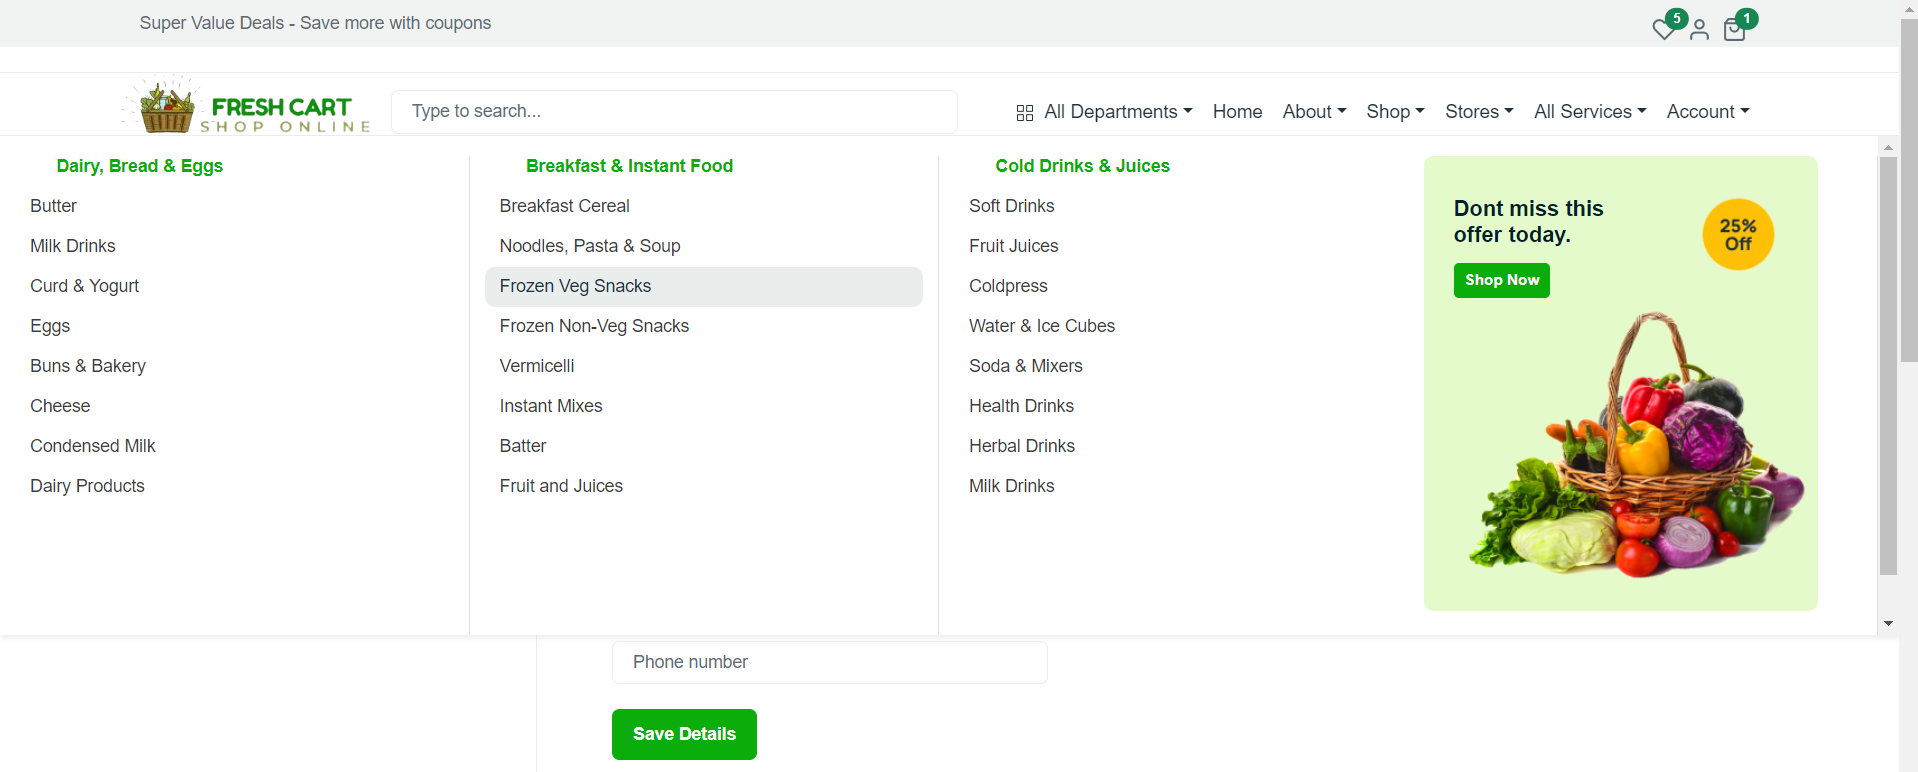 Super Value Deals - Save more with coupons
5
1
FRESH CART
SHOP ONLINE
Type to search...
All Departments
Home
About
Shop
Stores
All Services
Account
Dairy, Bread & Eggs
Butter
Milk Drinks
Curd & Yogurt
Eggs
Buns & Bakery
Cheese
Condensed Milk
Dairy Products
Breakfast & Instant Food
Breakfast Cereal
Noodles, Pasta & Soup
Frozen Veg Snacks
Frozen Non-Veg Snacks
Vermicelli
Instant Mixes
Batter
Fruit and Juices
Cold Drinks & Juices
Soft Drinks
Fruit Juices
Coldpress
Water & Ice Cubes
Soda & Mixers
Health Drinks
Herbal Drinks
Milk Drinks
Dont miss this
offer today.
25%
Off
Shop Now
Phone number
Save Details